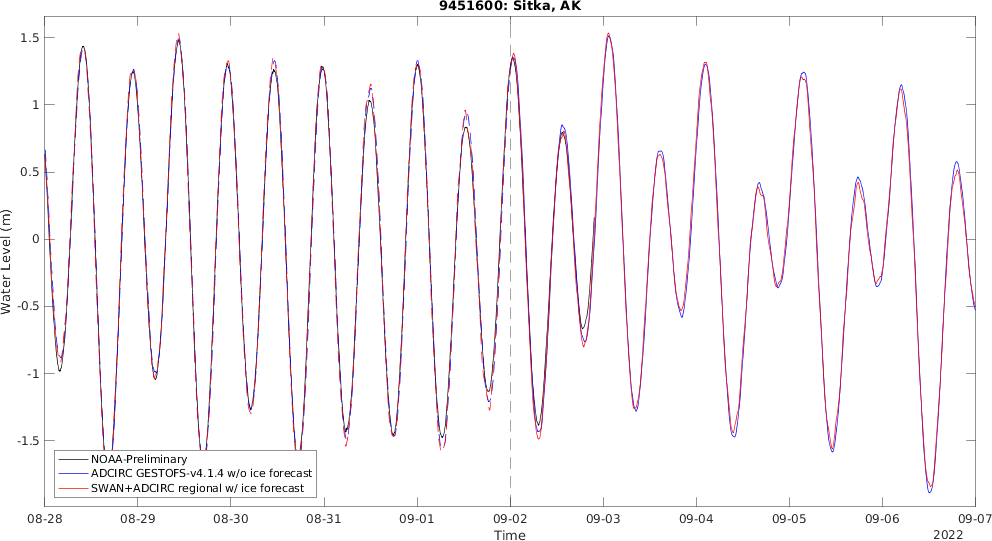 9451600: Sitka, AK
Water Level (m)
1.5
1
0.5
0
-0.5
-1
-1.5
NOAA-Preliminary
ADCIRC GESTOFS-v4.1.4 w/o ice forecast
SWAN+ADCIRC regional w/ ice forecast
08-28 08-29 08-30 08-31 09-01 09-02 09-03 09-04 09-05 09-06 09-07
Time
2022